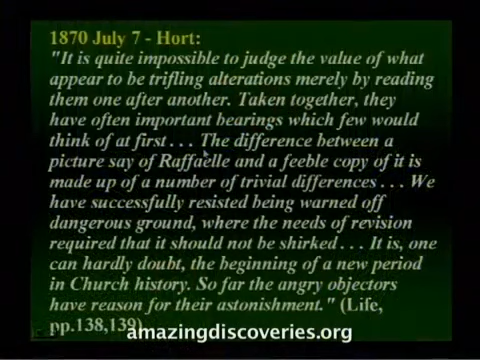 1870 July 7 - Hort:
"It is quite impossible to judge the value of what
appear to be trifling alterations merely by reading
them one after another. Taken together, they
have often important bearings which few would
think of at first . . . The difference between a
picture say of Raffaelle and a feeble copy of it is
made up of a number of trivial differences . . . We
have successfully resisted being warned off
dangerous ground, where the needs of revision
required that it should not be shirked . . . It is, one
can hardly doubt, the beginning of a new period
in Church history. So far the angry objectors
have reason for their astonishment." (Life,
pp.138,139)
amazingdiscoveries.org